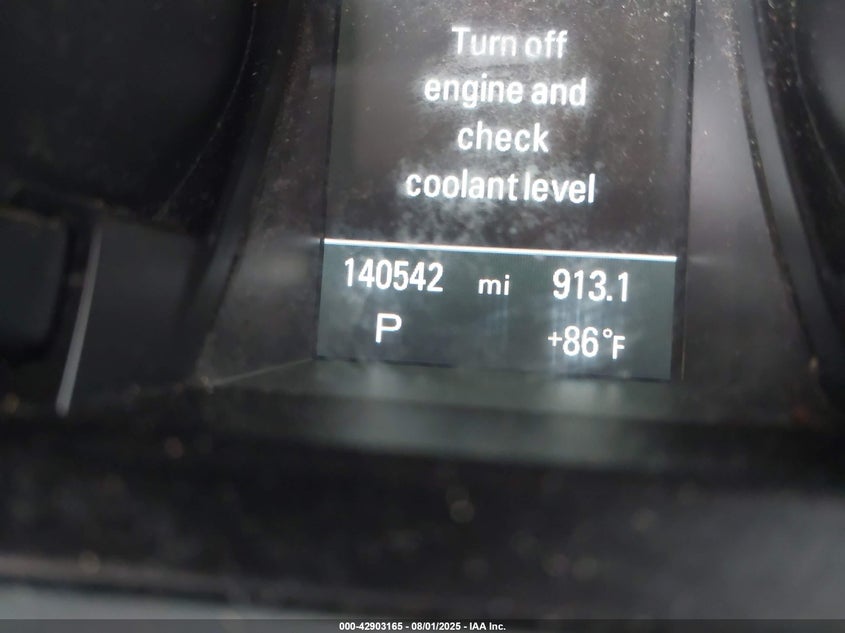 Turn off
engine and
check
coolant level
140542 mi 913.1
P +86°F
000-42903165 - 08/01/2025 - IAA Inc.